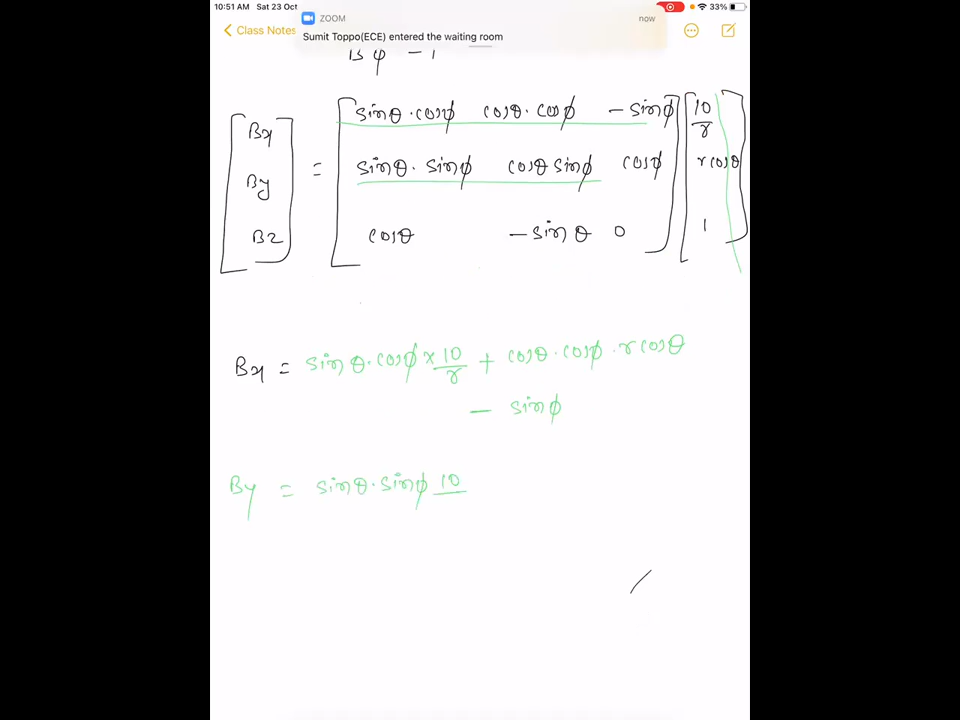 10:51 AM Sat 23 Oct
33%
ZOOM now
Sumit Toppo(ECE) entered the waiting room
Class Notes
Bφ = 1
[Bx By Bz] = [sinθ·cosφ cosθ·cosφ −sinφ] [10/r]
sinθ·sinφ cosθ sinφ cosφ r cosθ
cosθ −sinθ 0 1
Bx = sinθ·cosφ × 10/r + cosθ·cosφ·r cosθ
− sinφ
By = sinθ·sinφ 10